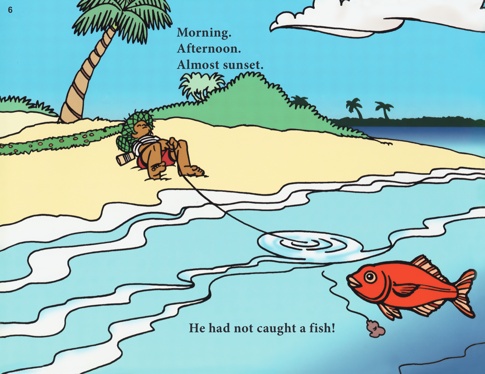 6
Morning.
Afternoon.
Almost sunset.
He had not caught a fish!